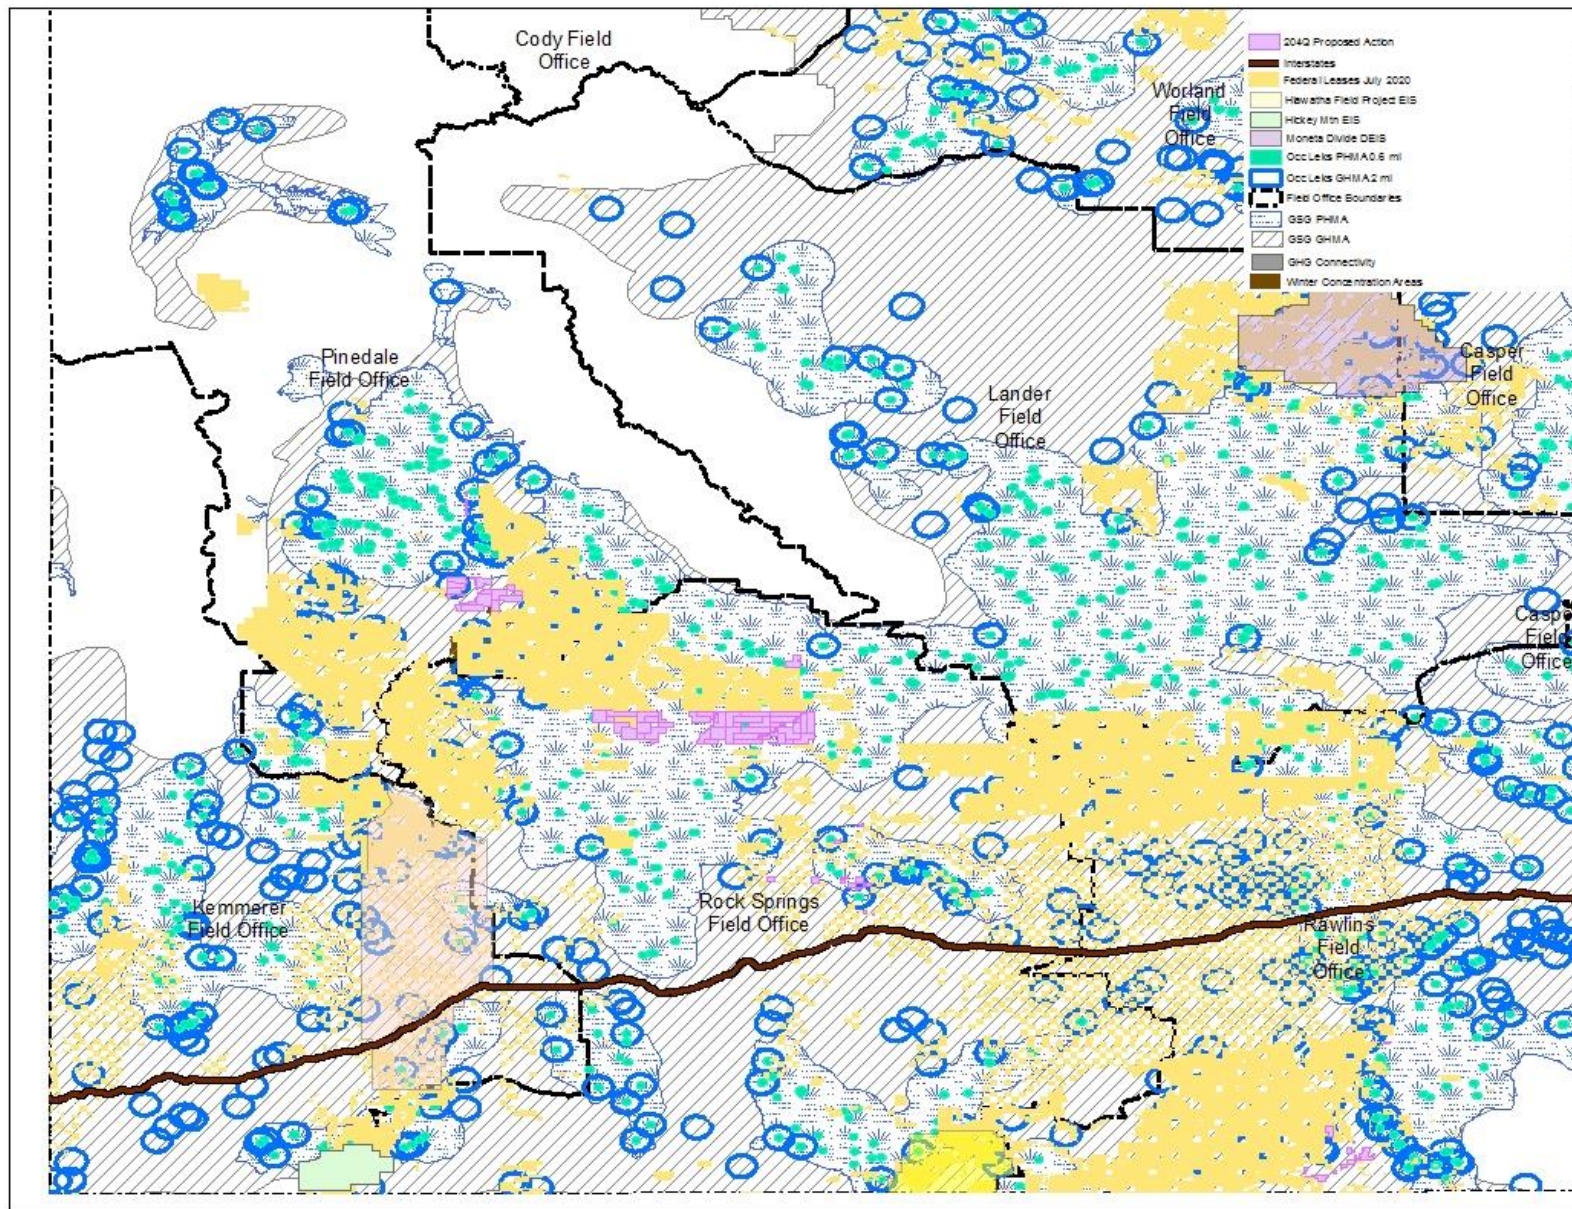 Cody Field
Office
Worland
Field
Office
204Q Proposed Action
Interstates
Federal Leases July 2020
Hiawatha Field Project EIS
Hickey Mtn EIS
Moneta Divide DEIS
Occ Leks PHMA 0.6 mi
Occ Leks GHMA 2 mi
Field Office Boundaries
GSG PHMA
GSG GHMA
GHG Connectivity
Winter Concentration Areas
Pinedale
Field Office
Casper
Field
Office
Lander
Field
Office
Field
Office
Kemmerer
Field Office
Rock Springs
Field Office
Rawlins
Field
Office